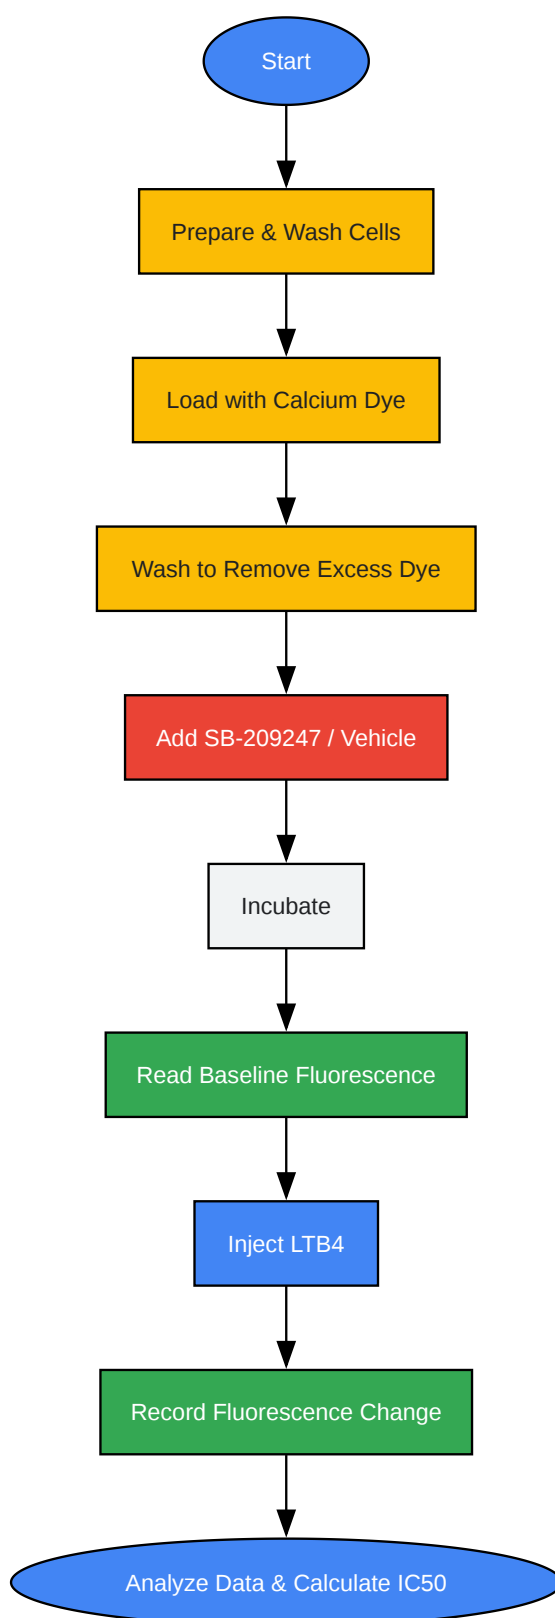 Start
Prepare & Wash Cells
Load with Calcium Dye
Wash to Remove Excess Dye
Add SB-209247 / Vehicle
Incubate
Read Baseline Fluorescence
Inject LTB4
Record Fluorescence Change
Analyze Data & Calculate IC50